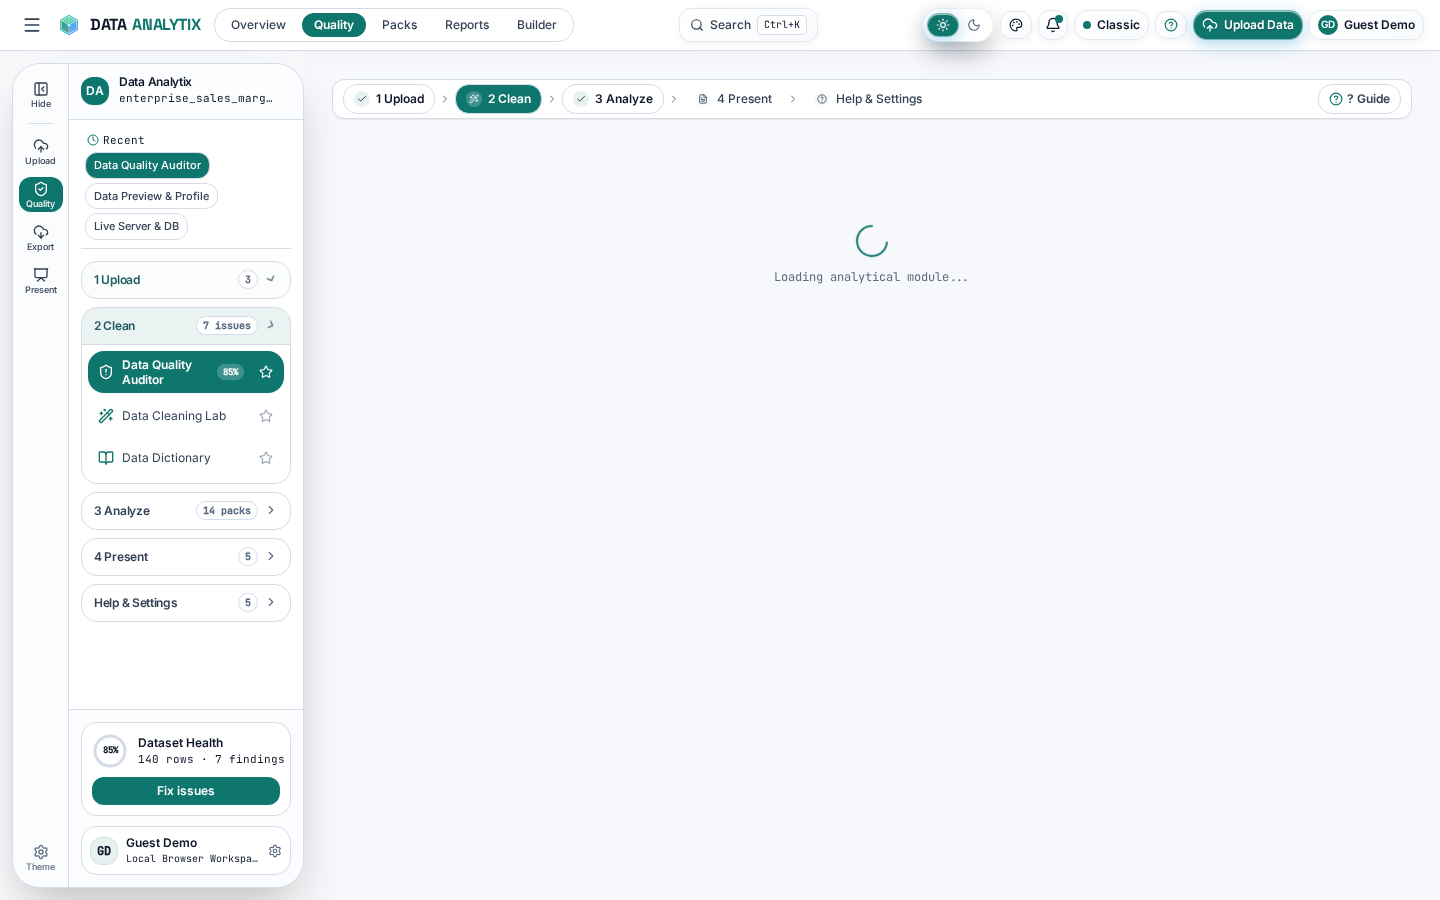 DATA ANALYTIX
Overview
Quality
Packs
Reports
Builder
Search Ctrl+K
Classic
Upload Data
GD Guest Demo
Hide
Upload
Quality
Export
Present
Theme
DA
Data Analytix
enterprise_sales_marg…
Recent
Data Quality Auditor
Data Preview & Profile
Live Server & DB
1 Upload 3
2 Clean 7 issues
Data Quality
Auditor
85%
Data Cleaning Lab
Data Dictionary
3 Analyze 14 packs
4 Present 5
Help & Settings 5
85%
Dataset Health
140 rows · 7 findings
Fix issues
GD
Guest Demo
Local Browser Workspa…
1 Upload
2 Clean
3 Analyze
4 Present
Help & Settings
? Guide
Loading analytical module...